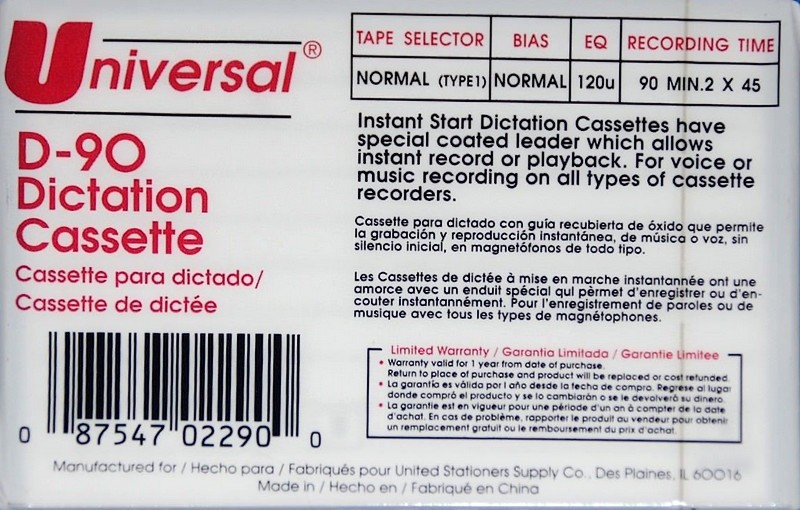 Universal®
D-90
Dictation
Cassette
Cassette para dictado/
Cassette de dictée
0 87547 02290 0
TAPE SELECTOR BIAS EQ RECORDING TIME
NORMAL (TYPE1) NORMAL 120u 90 MIN.2 X 45
Instant Start Dictation Cassettes have
special coated leader which allows
instant record or playback. For voice or
music recording on all types of cassette
recorders.
Cassette para dictado con guía recubierta de óxido que permite
la grabación y reproducción instantánea, de música o voz, sin
silencio inicial, en magnetófonos de todo tipo.
Les Cassettes de dictée à mise en marche instantannée ont une
amorce avec un enduit spécial qui pèrmet d'enregistrer ou d'en-
couter instantannément. Pour l'enregistrement de paroles ou de
musique avec tous les types de magnétophones.
Limited Warranty / Garantia Limitada / Garantie Limitee
• Warranty valid for 1 year from date of purchase.
Return to place of purchase and product will be replaced or cost refunded.
• La garantía es válida por l año desde la fecha de compra. Regrese al lugar
donde compró el producto y se lo cambiarán o se le devolverá su dinero.
• La garantie est en vigueur pour une période d'un an à compter de la date
d'achat. En cas de problème, rapporter le produit au vendeur pour obtenir
un remplacement gratuit ou le remboursement du prix d'achat.
Manufactured for / Hecho para / Fabriqués pour United Stationers Supply Co., Des Plaines, IL 60016
Made in / Hecho en / Fabriqué en China